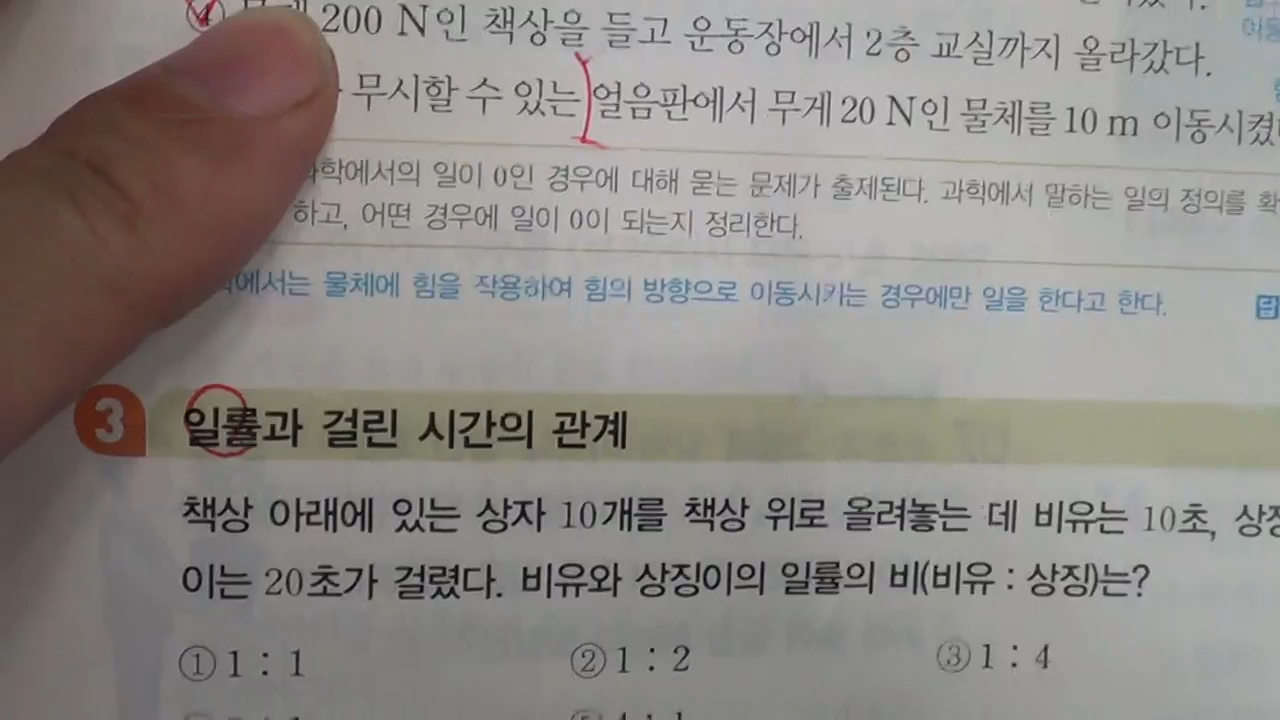 200 N인 책상을 들고 운동장에서 2층 교실까지 올라갔다.
무시할 수 있는 얼음판에서 무게 20 N인 물체를 10 m 이동시켰
과학에서의 일이 0인 경우에 대해 묻는 문제가 출제된다. 과학에서 말하는 일의 정의를 확
하고, 어떤 경우에 일이 0이 되는지 정리한다.
에서는 물체에 힘을 작용하여 힘의 방향으로 이동시키는 경우에만 일을 한다고 한다.
3 일률과 걸린 시간의 관계
책상 아래에 있는 상자 10개를 책상 위로 올려놓는 데 비유는 10초, 상징
이는 20초가 걸렸다. 비유와 상징이의 일률의 비(비유 : 상징)는?
① 1 : 1 ② 1 : 2 ③ 1 : 4